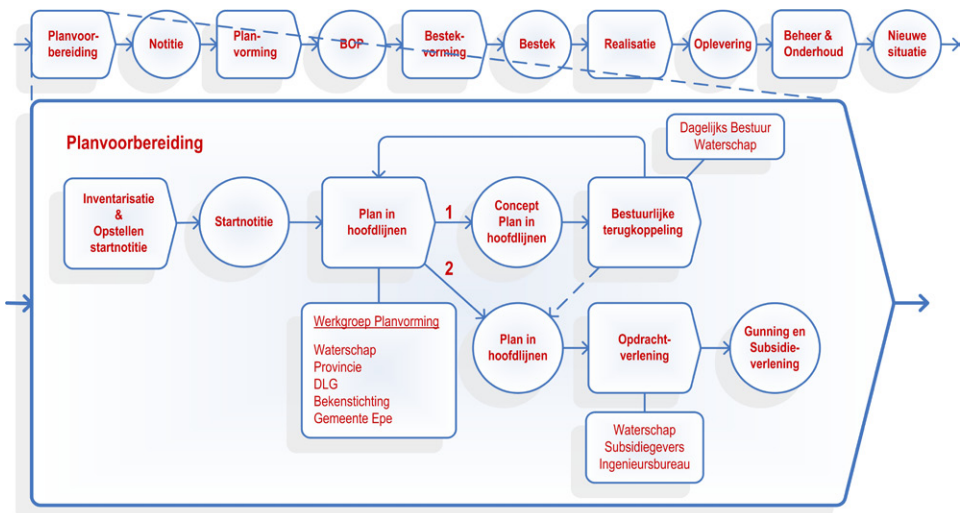 Planvoor-
bereiding
Notitie
Plan-
vorming
BOP
Bestek-
vorming
Bestek
Realisatie
Oplevering
Beheer &
Onderhoud
Nieuwe
situatie
Planvoorbereiding
Dagelijks Bestuur
Waterschap
Inventarisatie
&
Opstellen
startnotitie
Startnotitie
Plan in
hoofdlijnen
1
Concept
Plan in
hoofdlijnen
Bestuurlijke
terugkoppeling
2
Werkgroep Planvorming
Waterschap
Provincie
DLG
Bekenstichting
Gemeente Epe
Plan in
hoofdlijnen
Opdracht-
verlening
Gunning en
Subsidie-
verlening
Waterschap
Subsidiegevers
Ingenieursbureau